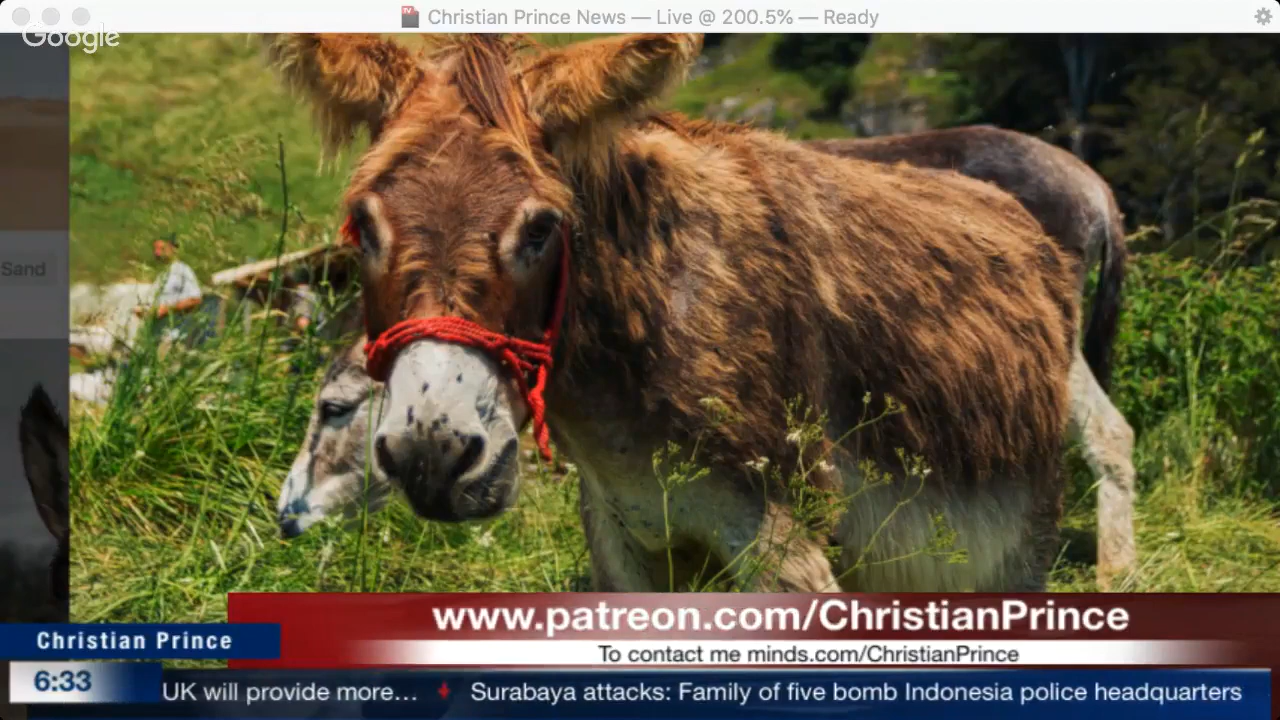 Christian Prince News — Live @ 200.5% — Ready
Google
Sand
www.patreon.com/ChristianPrince
Christian Prince
To contact me minds.com/ChristianPrince
6:33
UK will provide more... Surabaya attacks: Family of five bomb Indonesia police headquarters